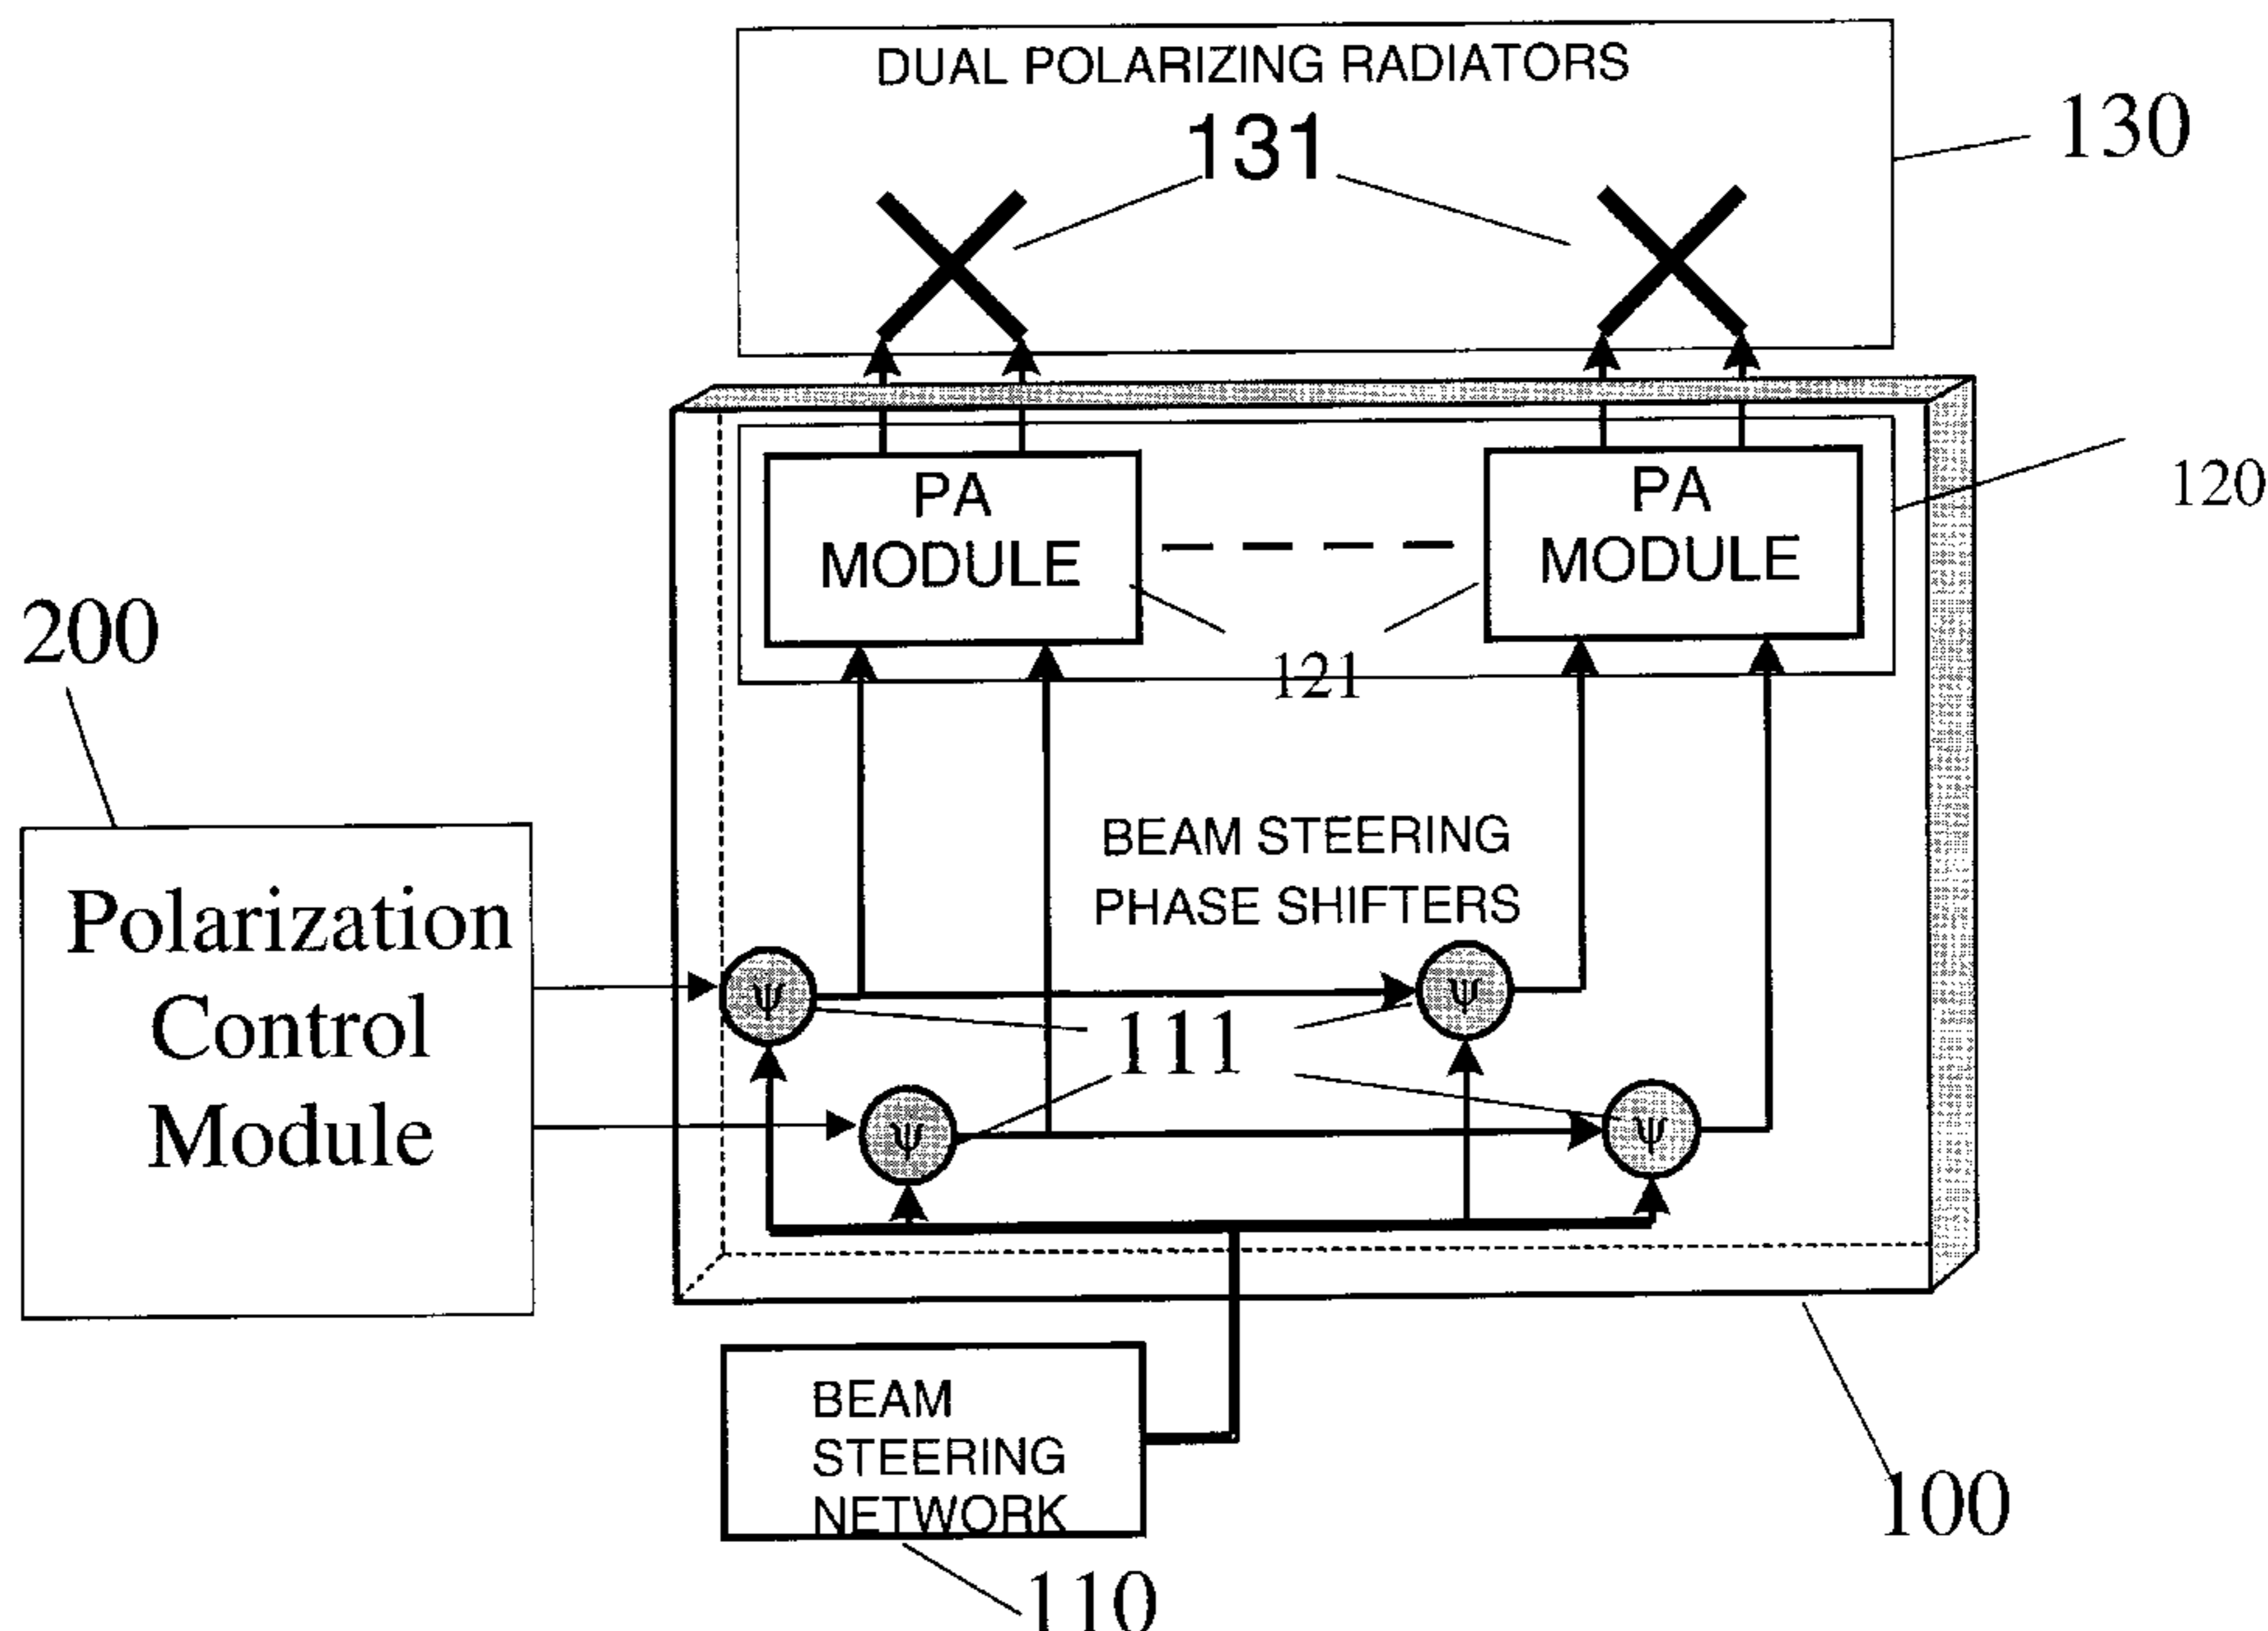 DUAL POLARIZING RADIATORS
131
130
PA
MODULE
PA
MODULE
120
121
200
BEAM STEERING
PHASE SHIFTERS
Polarization
Control
Module
ψ
ψ
111
ψ
ψ
BEAM
STEERING
NETWORK
100
110